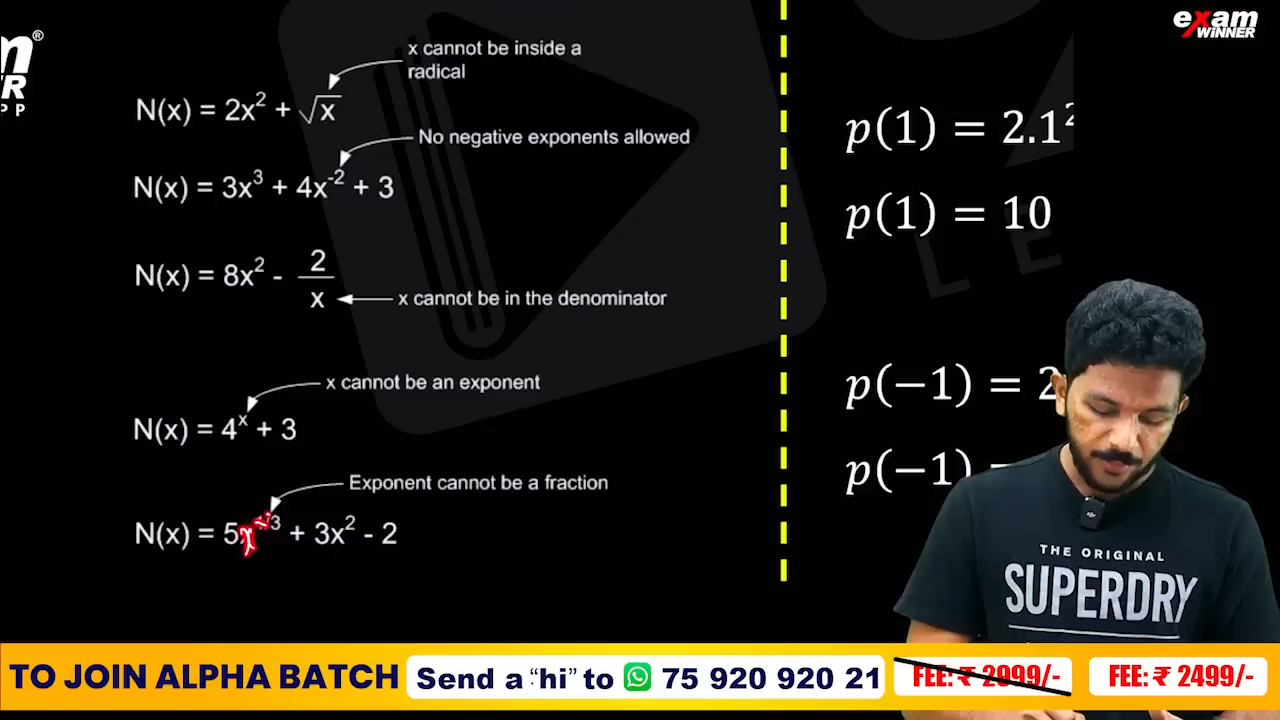 exam
WiNNER
x cannot be inside a
radical
N(x) = 2x² + √x
No negative exponents allowed
N(x) = 3x³ + 4x⁻² + 3
N(x) = 8x² - 2/x
x cannot be in the denominator
x cannot be an exponent
N(x) = 4ˣ + 3
Exponent cannot be a fraction
N(x) = 5x¹ᐟ³ + 3x² - 2
p(1) = 2.1²
p(1) = 10
p(−1) = 2
p(−1) =
L E
THE ORIGINAL
SUPERDRY
TO JOIN ALPHA BATCH
Send a “hi” to 75 920 920 21
FEE: ₹ 2999/-
FEE: ₹ 2499/-